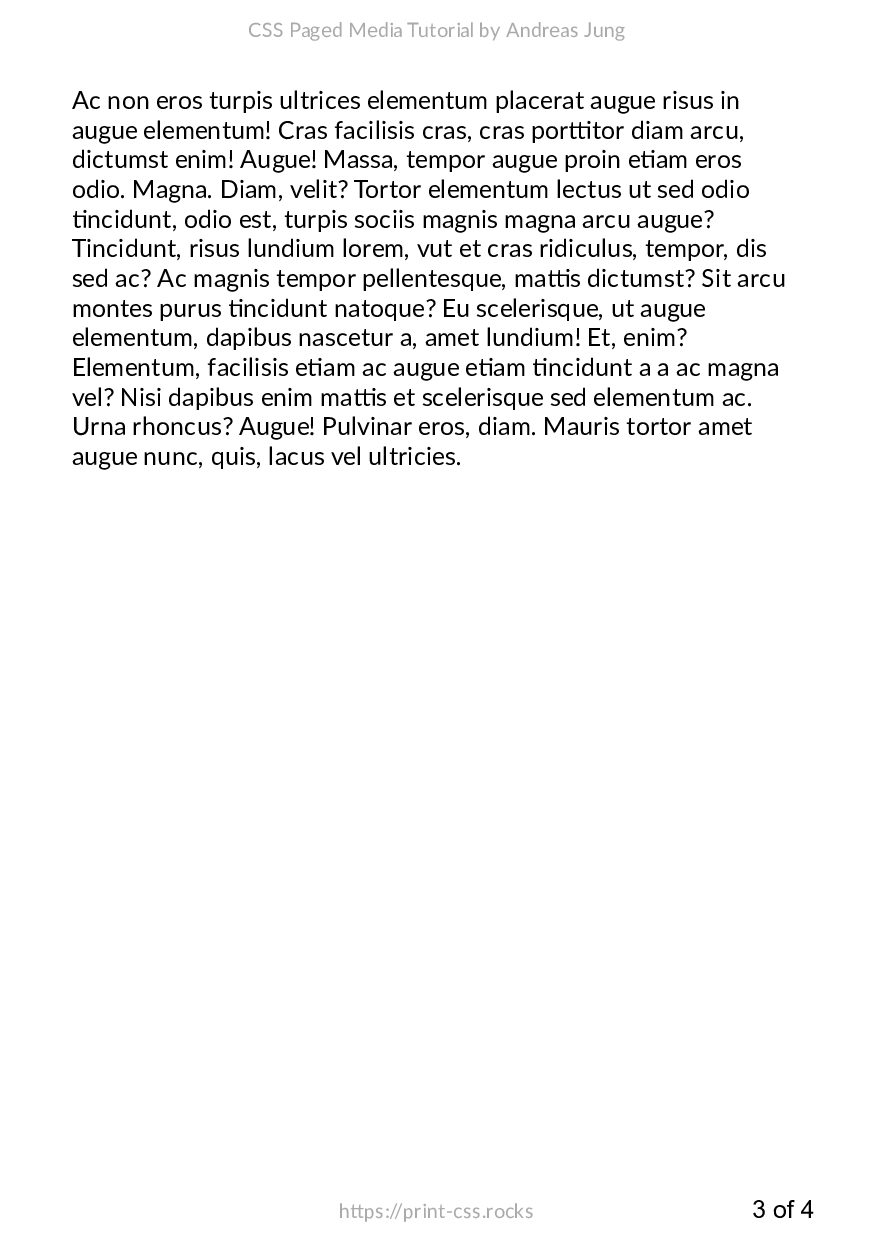 CSS Paged Media Tutorial by Andreas Jung
Ac non eros turpis ultrices elementum placerat augue risus in
augue elementum! Cras facilisis cras, cras porttitor diam arcu,
dictumst enim! Augue! Massa, tempor augue proin etiam eros
odio. Magna. Diam, velit? Tortor elementum lectus ut sed odio
tincidunt, odio est, turpis sociis magnis magna arcu augue?
Tincidunt, risus lundium lorem, vut et cras ridiculus, tempor, dis
sed ac? Ac magnis tempor pellentesque, mattis dictumst? Sit arcu
montes purus tincidunt natoque? Eu scelerisque, ut augue
elementum, dapibus nascetur a, amet lundium! Et, enim?
Elementum, facilisis etiam ac augue etiam tincidunt a a ac magna
vel? Nisi dapibus enim mattis et scelerisque sed elementum ac.
Urna rhoncus? Augue! Pulvinar eros, diam. Mauris tortor amet
augue nunc, quis, lacus vel ultricies.
https://print-css.rocks
3 of 4